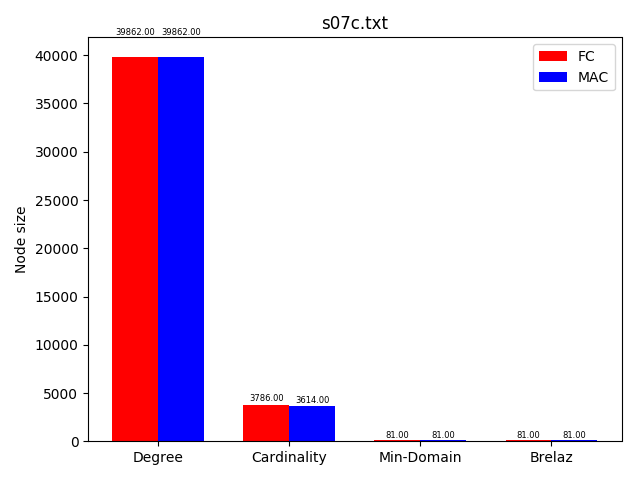 s07c.txt
39862.00 39862.00
FC
MAC
40000
35000
30000
25000
20000
15000
10000
5000
0
Node size
3786.00 3614.00
81.00 81.00
81.00 81.00
Degree Cardinality Min-Domain Brelaz